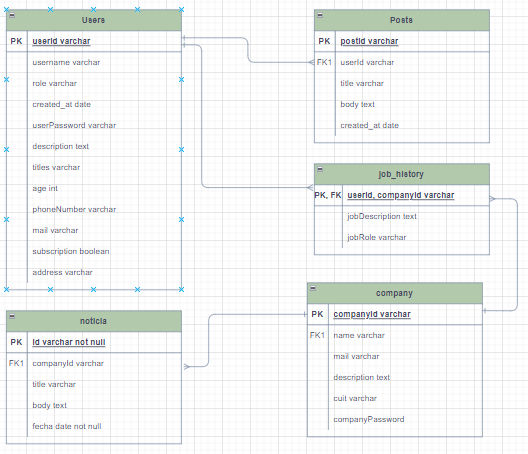 Users
PK userId varchar
username varchar
role varchar
created_at date
userPassword varchar
description text
titles varchar
age int
phoneNumber varchar
mail varchar
subscription boolean
address varchar
Posts
PK postId varchar
FK1 userId varchar
title varchar
body text
created_at date
job_history
PK, FK userId, companyId varchar
jobDescription text
jobRole varchar
company
PK companyId varchar
FK1 name varchar
mail varchar
description text
cuit varchar
companyPassword
noticia
PK id varchar not null
FK1 companyId varchar
title varchar
body text
fecha date not null